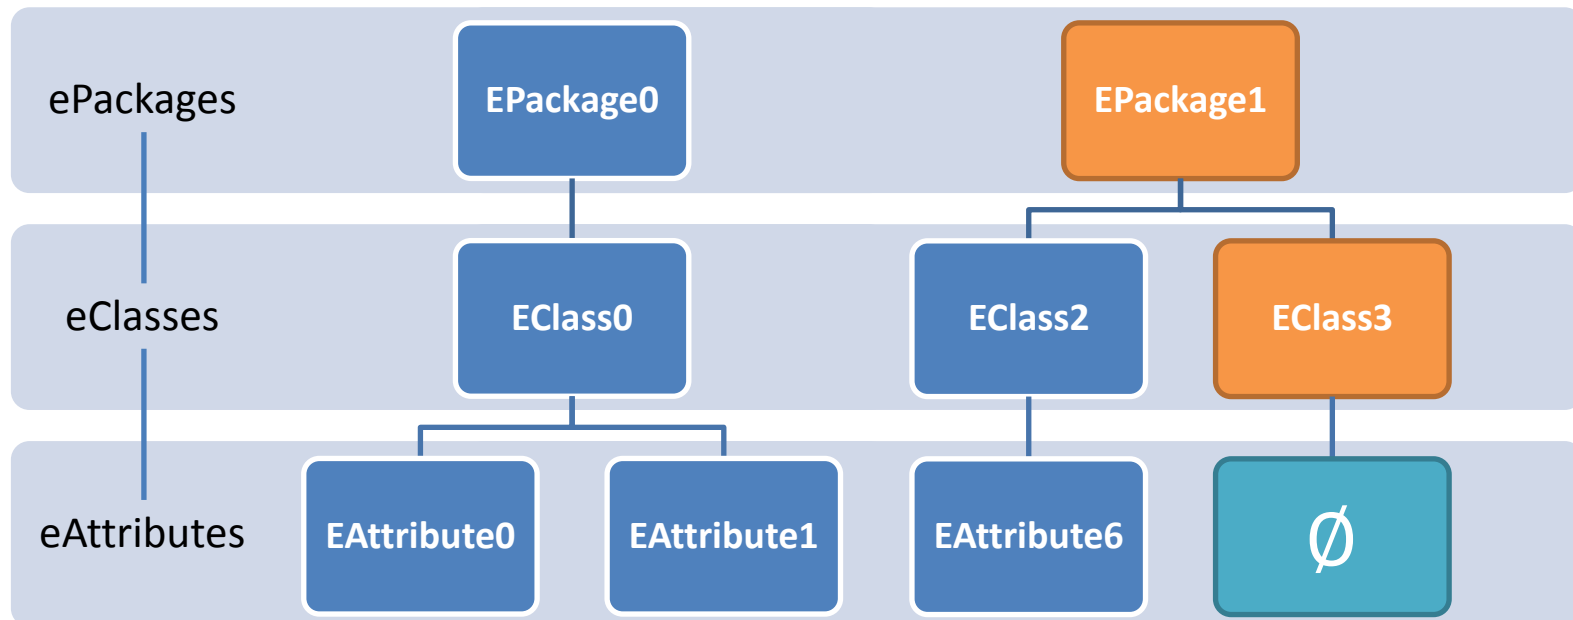 ePackages
EPackage0
EPackage1
eClasses
EClass0
EClass2
EClass3
eAttributes
EAttribute0
EAttribute1
EAttribute6
Ø